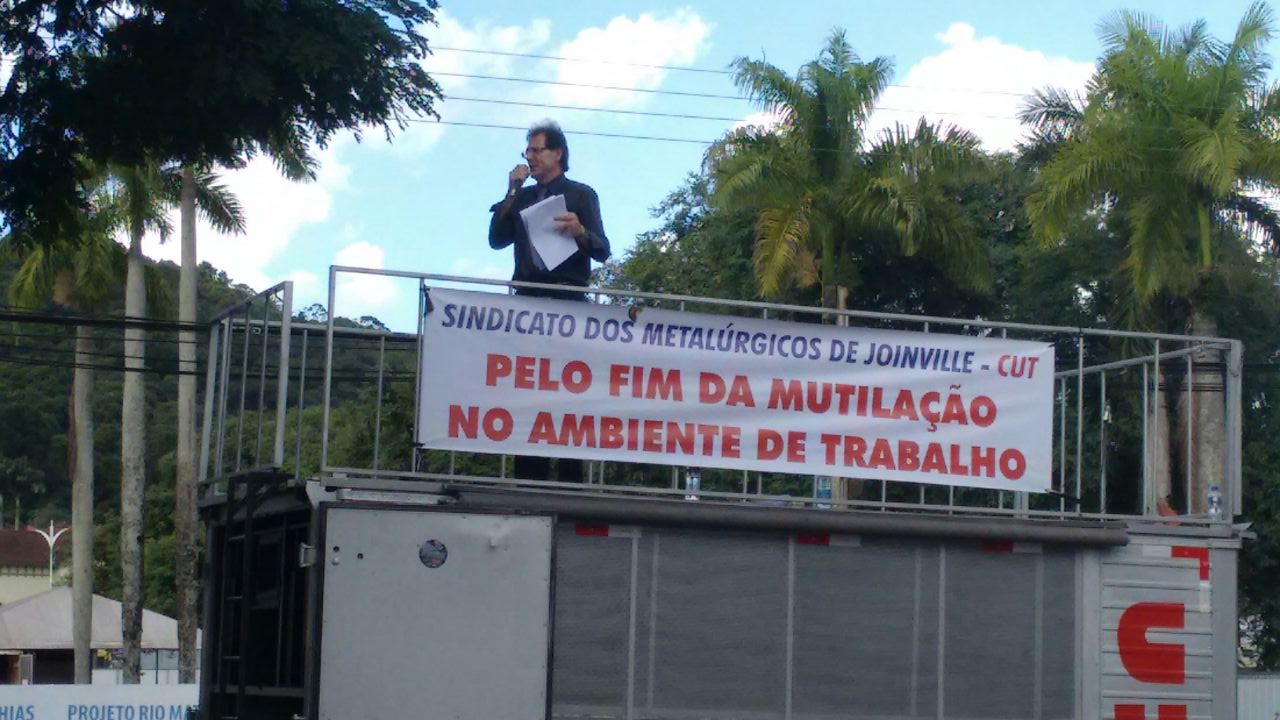 SINDICATO DOS METALÚRGICOS DE JOINVILLE - CUT
PELO FIM DA MUTILAÇÃO
NO AMBIENTE DE TRABALHO
PROJETO RIO